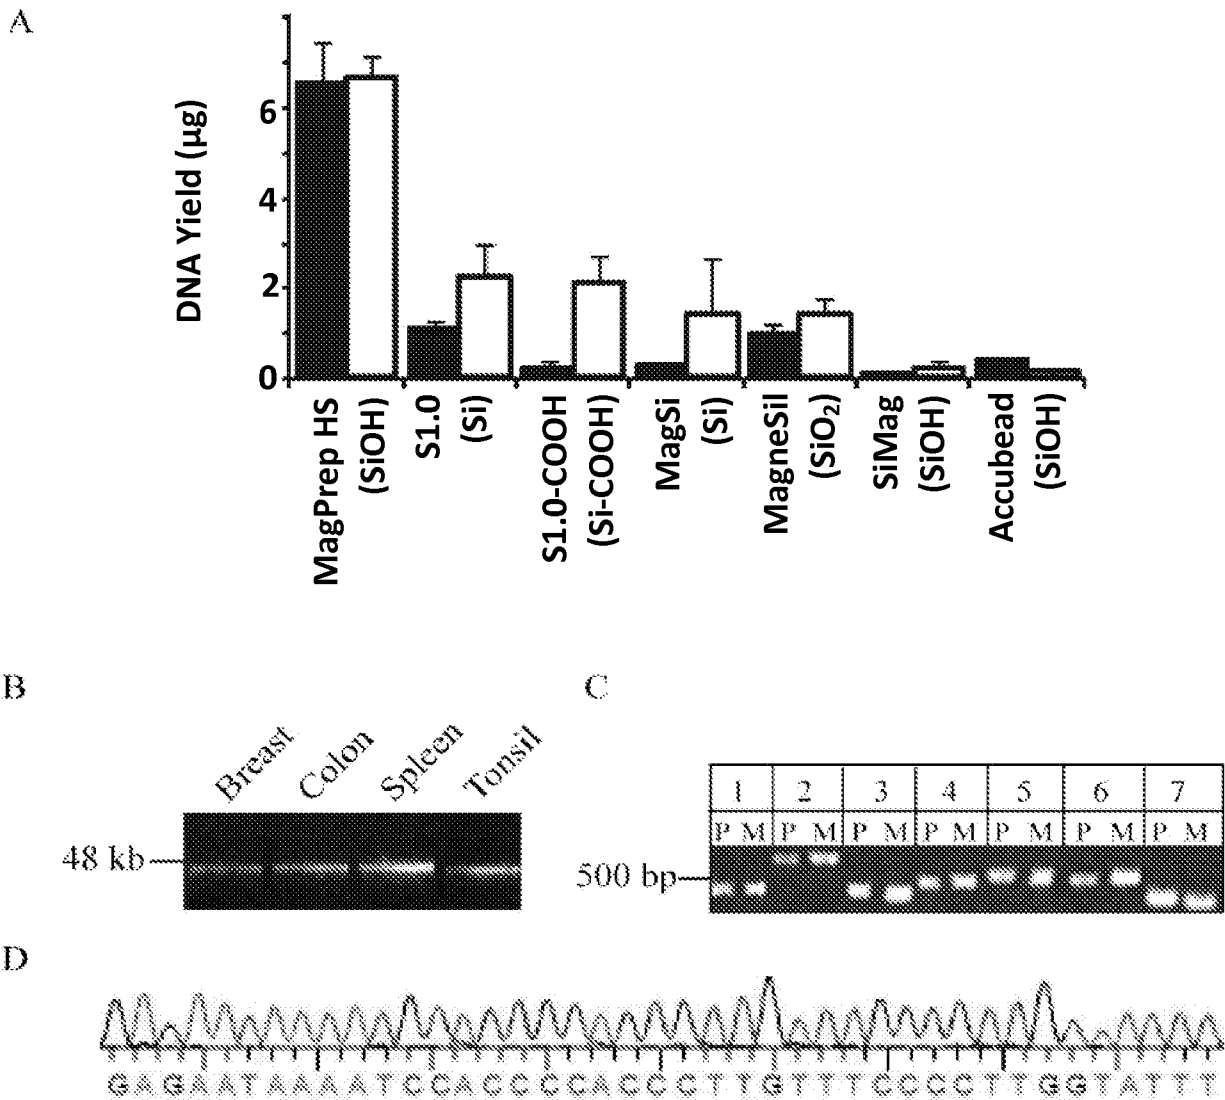 A
DNA Yield (μg)
6
4
2
0
MagPrep HS
(SiOH)
S1.0
(Si)
S1.0-COOH
(Si-COOH)
MagSi
(Si)
MagneSil
(SiO₂)
SiMag
(SiOH)
Accubead
(SiOH)
B
Breast
Colon
Spleen
Tonsil
48 kb
C
1 2 3 4 5 6 7
P M P M P M P M P M P M P M
500 bp
D
G A G A A T A A A A T C C A C C C C A C C C T T G T T T C C C C T T G G T A T T T